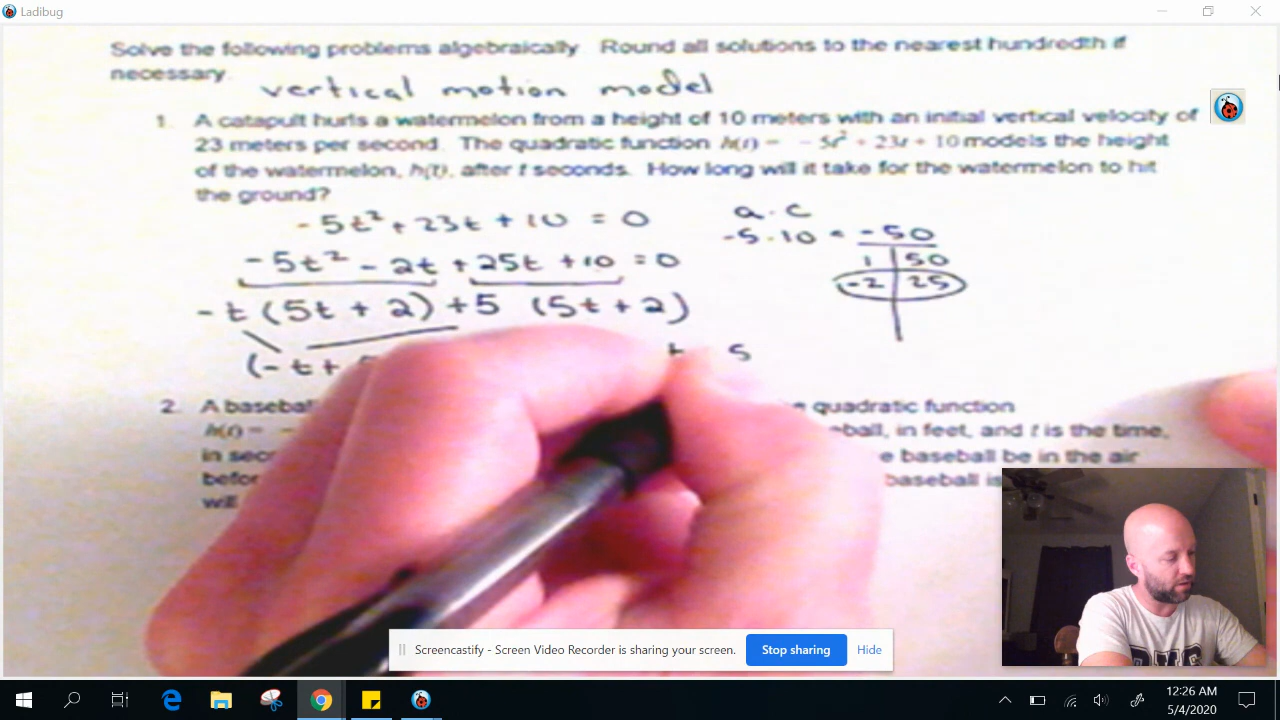 Ladibug
Solve the following problems algebraically Round all solutions to the nearest hundredth if
necessary
vertical motion model
1. A catapult hurls a watermelon from a height of 10 meters with an initial vertical velocity of
23 meters per second. The quadratic function h(t) = -5t² + 23t + 10 models the height
of the watermelon, h(t), after t seconds. How long will it take for the watermelon to hit
the ground?
-5t² + 23t + 10 = 0
a · c
-5 · 10 = -50
-5t² - 2t + 25t + 10 = 0
1 | 50
-2 | 25
-t (5t + 2) + 5 (5t + 2)
(-t +
t
5
2. A baseball
quadratic function
h(t) = -
ball, in feet, and t is the time,
in
e baseball be in the air
baseball is
will
Screencastify - Screen Video Recorder is sharing your screen.
Stop sharing
Hide
12:26 AM
5/4/2020